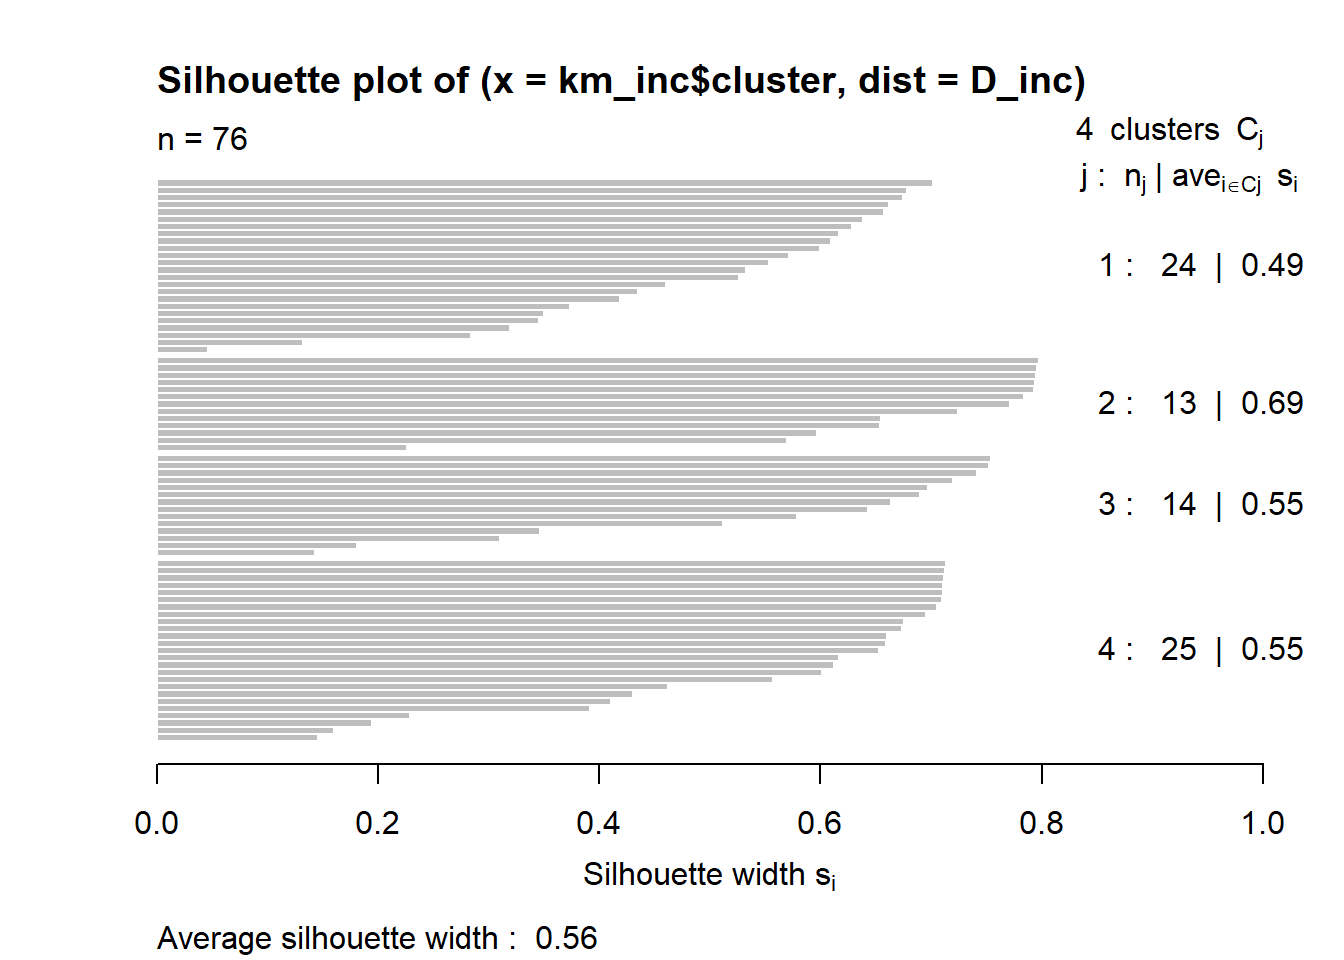 Silhouette plot of (x = km_inc$cluster, dist = D_inc)
n = 76
4 clusters Cj
j : nj | avei∈Cj si
1 : 24 | 0.49
2 : 13 | 0.69
3 : 14 | 0.55
4 : 25 | 0.55
0.0 0.2 0.4 0.6 0.8 1.0
Silhouette width si
Average silhouette width : 0.56